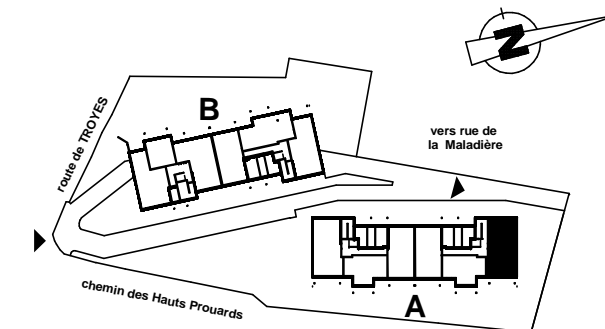 N
B
route de TROYES
vers rue de
la Maladière
chemin des Hauts Prouards
A